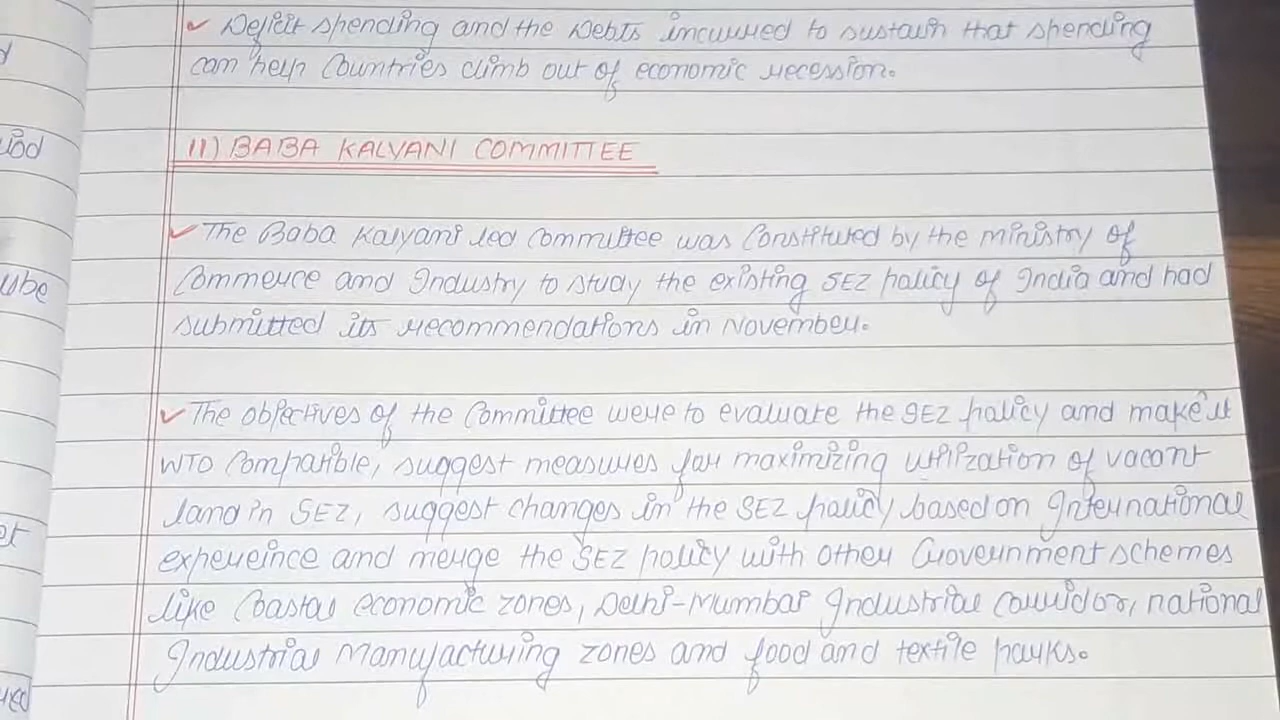 ✓ Deficit spending and the Debts incurred to sustain that spending
can help Countries climb out of economic recession.
11) BABA KALYANI COMMITTEE
✓ The Baba Kalyani led Committee was Constituted by the ministry of
Commerce and Industry to study the existing SEZ policy of India and had
submitted its recommendations in November.
✓ The objectives of the Committee were to evaluate the SEZ policy and make it
WTO Compatible, suggest measures for maximizing utilization of vacant
land in SEZ, suggest changes in the SEZ policy based on International
expereince and merge the SEZ policy with other Government schemes
like Coastal economic zones, Delhi-Mumbai Industrial Corridor, national
Industrial Manufacturing zones and food and textile parks.